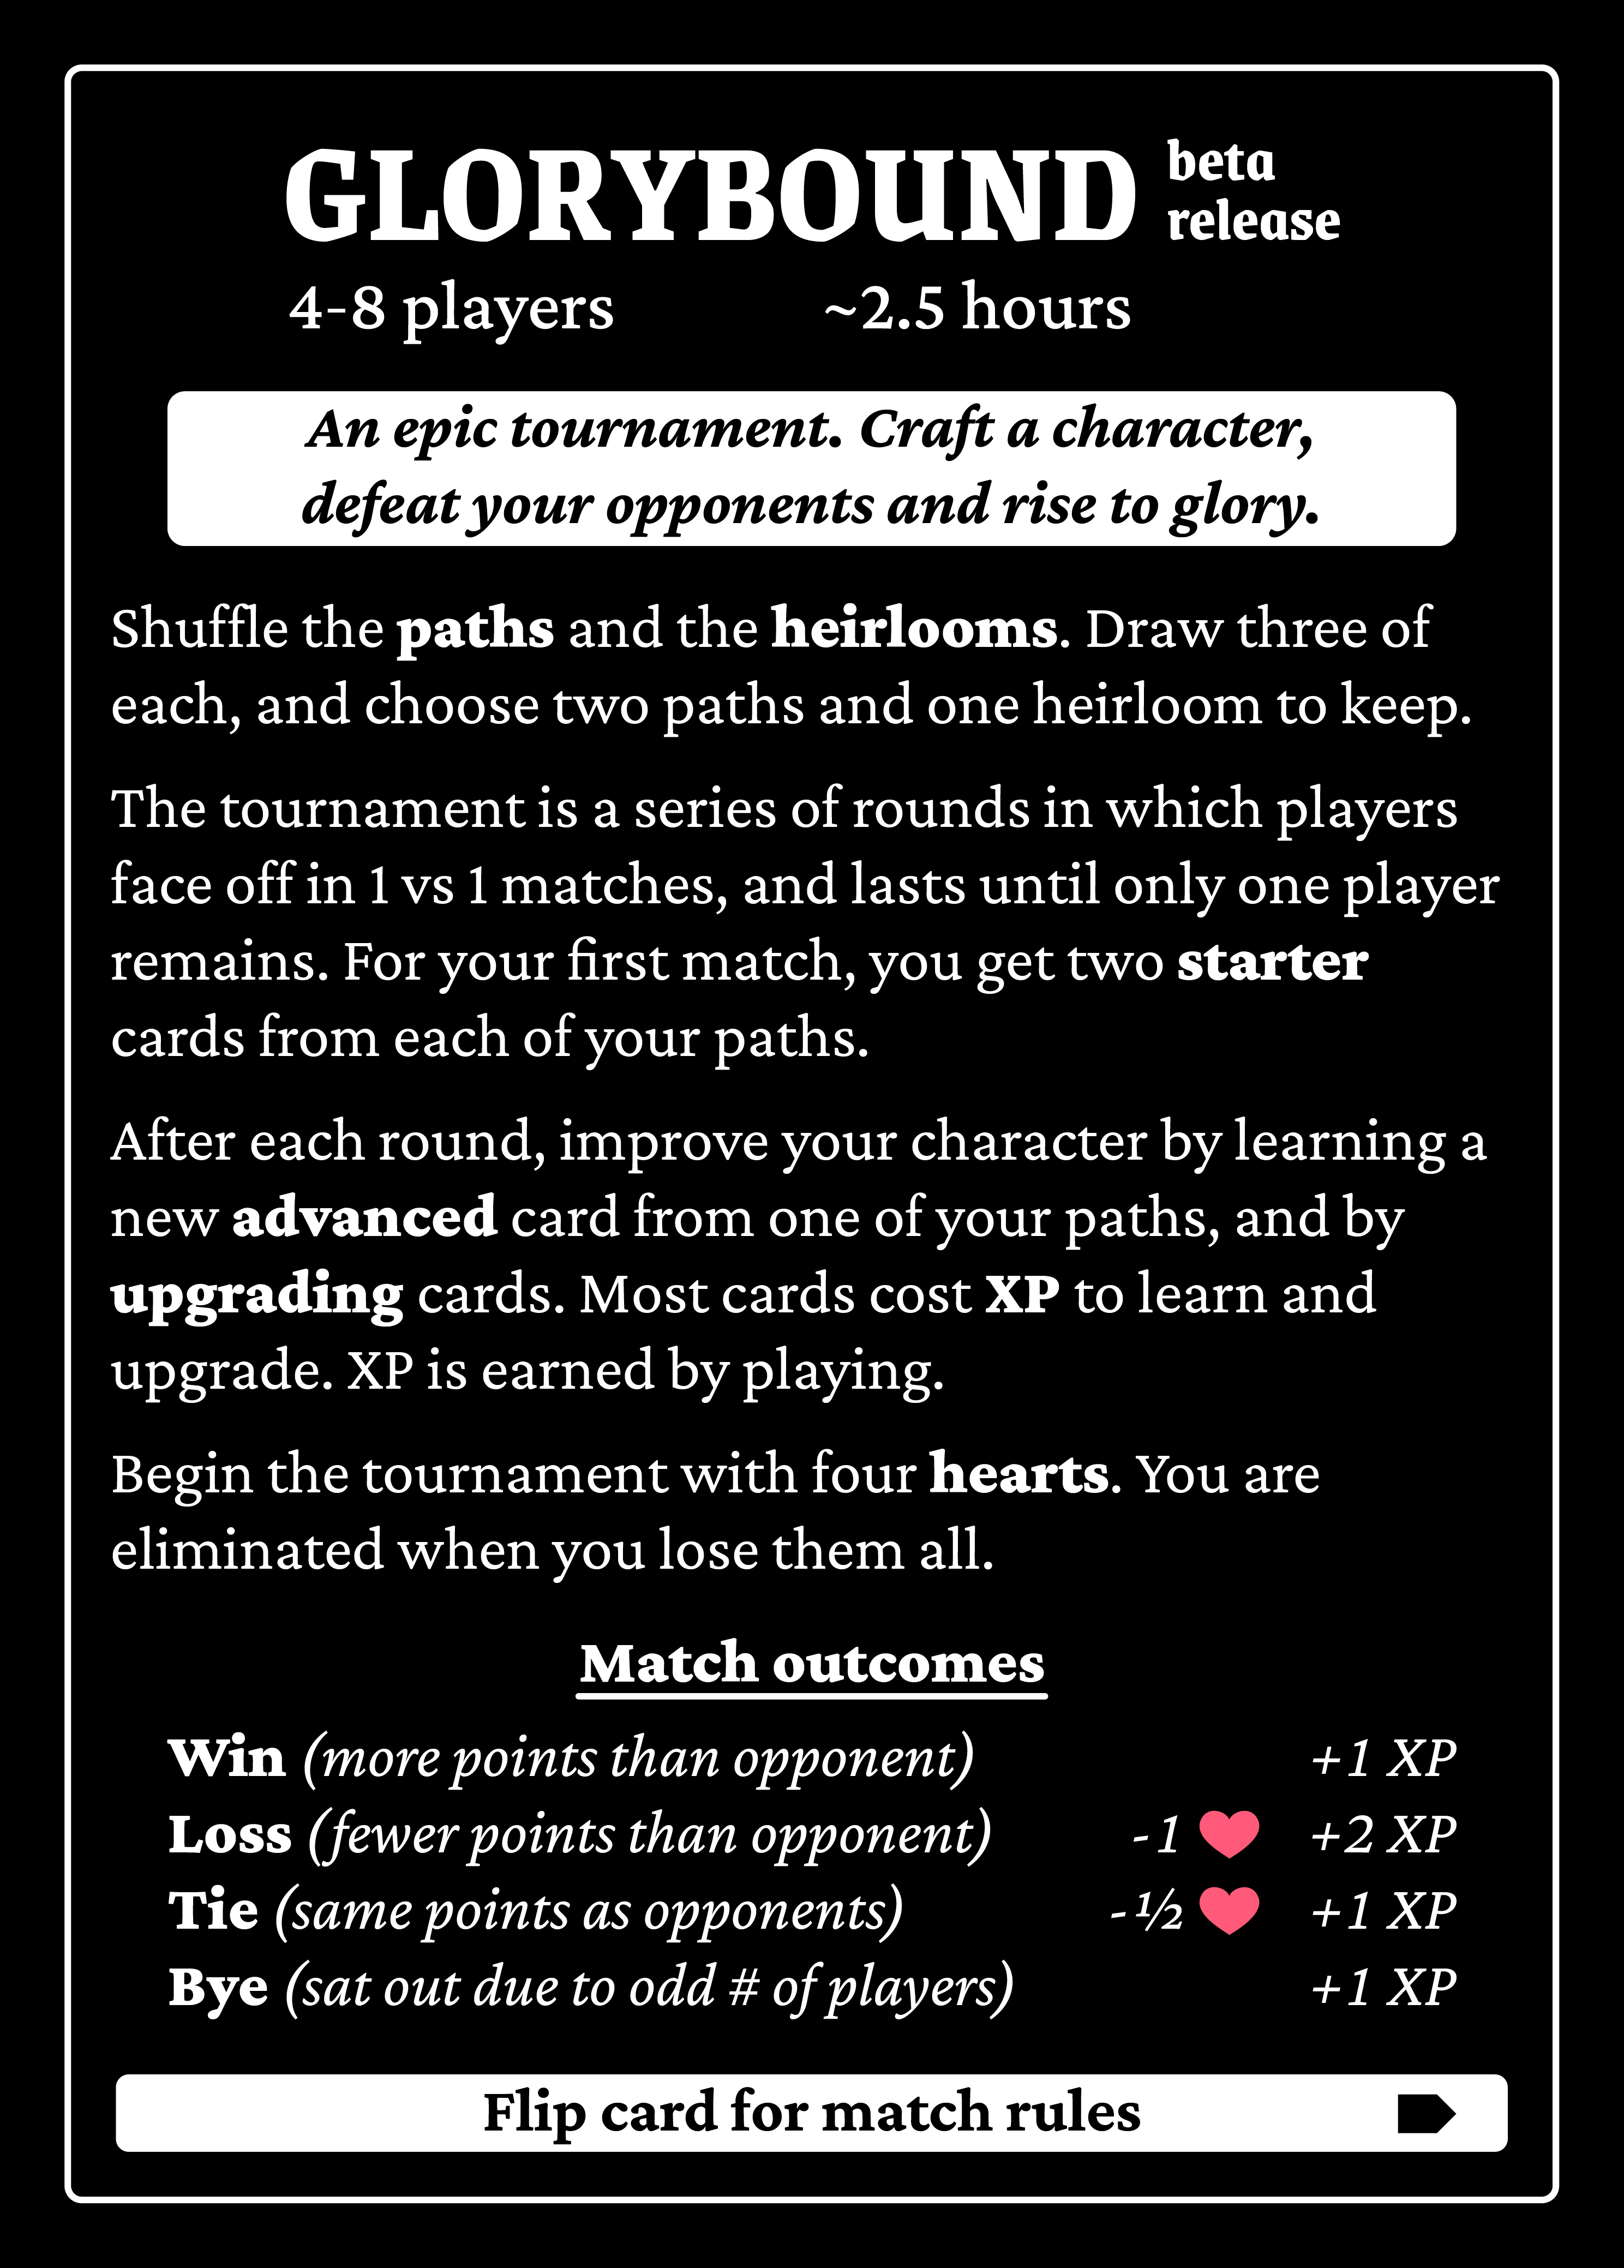 GLORYBOUND beta release
4-8 players ~2.5 hours
An epic tournament. Craft a character,
defeat your opponents and rise to glory.
Shuffle the paths and the heirlooms. Draw three of
each, and choose two paths and one heirloom to keep.
The tournament is a series of rounds in which players
face off in 1 vs 1 matches, and lasts until only one player
remains. For your first match, you get two starter
cards from each of your paths.
After each round, improve your character by learning a
new advanced card from one of your paths, and by
upgrading cards. Most cards cost XP to learn and
upgrade. XP is earned by playing.
Begin the tournament with four hearts. You are
eliminated when you lose them all.
Match outcomes
Win (more points than opponent) +1 XP
Loss (fewer points than opponent) -1 ♥ +2 XP
Tie (same points as opponents) -½ ♥ +1 XP
Bye (sat out due to odd # of players) +1 XP
Flip card for match rules